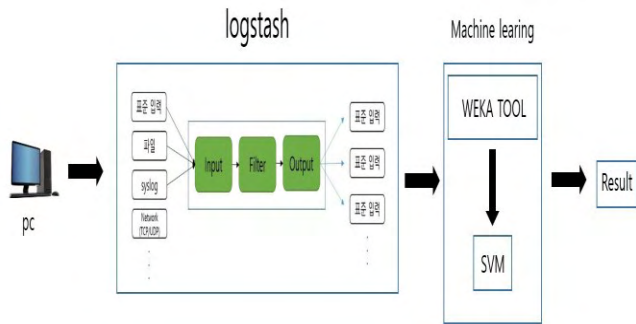 logstash
Machine learing
표준 입력
파일
syslog
Network
(TCP/UDP)
Input
Filter
Output
표준 입력
표준 입력
표준 입력
WEKA TOOL
SVM
Result
pc